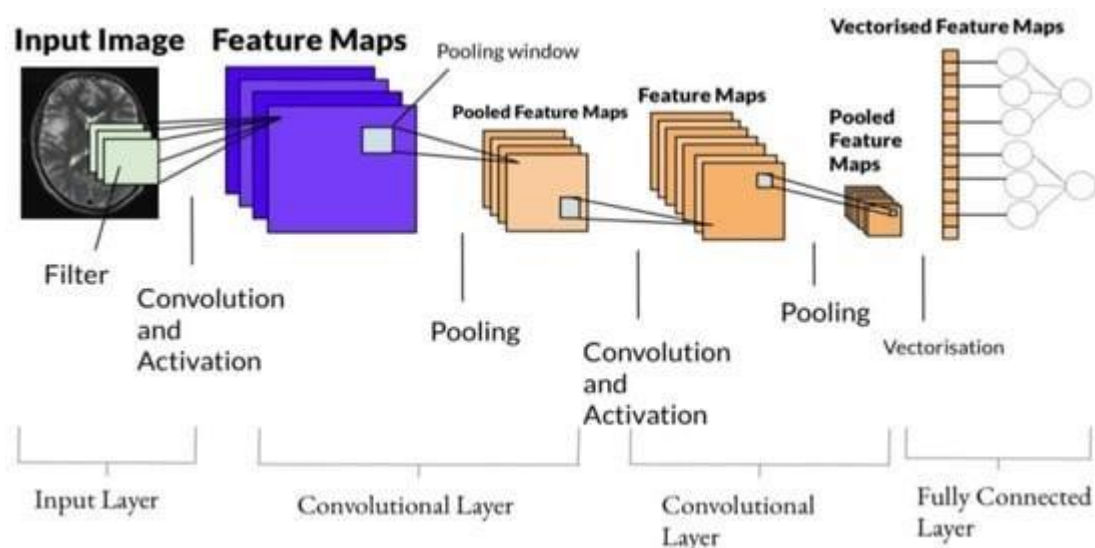 Input Image
Feature Maps
Pooling window
Vectorised Feature Maps
Pooled Feature Maps
Feature Maps
Pooled
Feature
Maps
Filter
Convolution
and
Activation
Pooling
Convolution
and
Activation
Pooling
Vectorisation
Input Layer
Convolutional Layer
Convolutional
Layer
Fully Connected
Layer